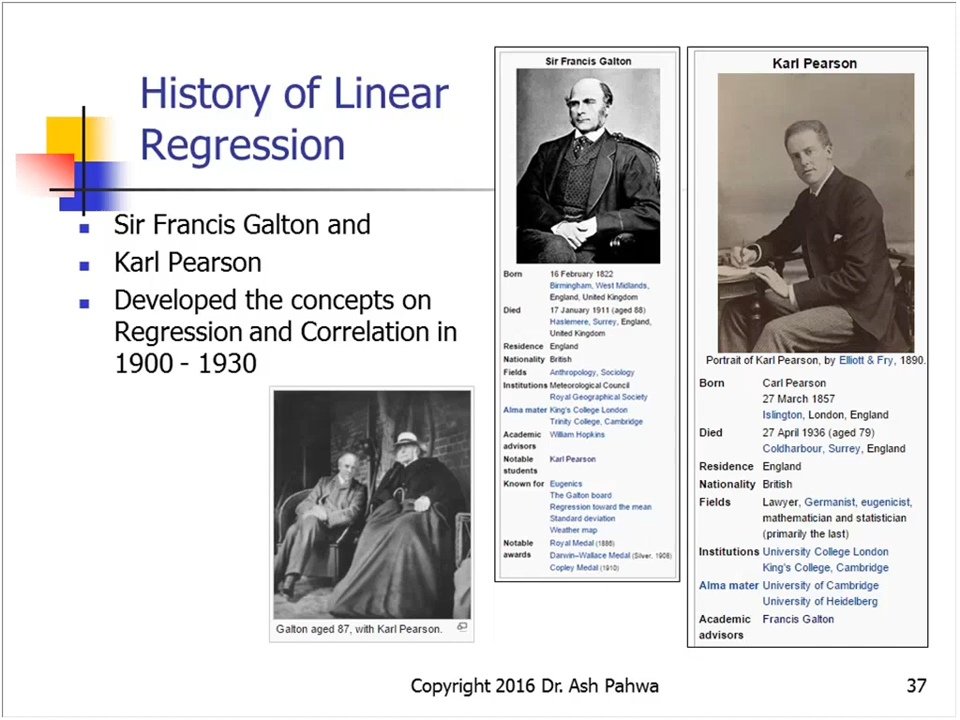 History of Linear
Regression
Sir Francis Galton and
Karl Pearson
Developed the concepts on
Regression and Correlation in
1900 - 1930
Galton aged 87, with Karl Pearson.
Sir Francis Galton
Born 16 February 1822
Birmingham, West Midlands,
England, United Kingdom
Died 17 January 1911 (aged 88)
Haslemere, Surrey, England,
United Kingdom
Residence England
Nationality British
Fields Anthropology, Sociology
Institutions Meteorological Council
Royal Geographical Society
Alma mater King's College London
Trinity College, Cambridge
Academic William Hopkins
advisors
Notable Karl Pearson
students
Known for Eugenics
The Galton board
Regression toward the mean
Standard deviation
Weather map
Notable Royal Medal (1886)
awards Darwin–Wallace Medal (Silver, 1908)
Copley Medal (1910)
Karl Pearson
Portrait of Karl Pearson, by Elliott & Fry, 1890.
Born Carl Pearson
27 March 1857
Islington, London, England
Died 27 April 1936 (aged 79)
Coldharbour, Surrey, England
Residence England
Nationality British
Fields Lawyer, Germanist, eugenicist,
mathematician and statistician
(primarily the last)
Institutions University College London
King's College, Cambridge
Alma mater University of Cambridge
University of Heidelberg
Academic Francis Galton
advisors
Copyright 2016 Dr. Ash Pahwa
37